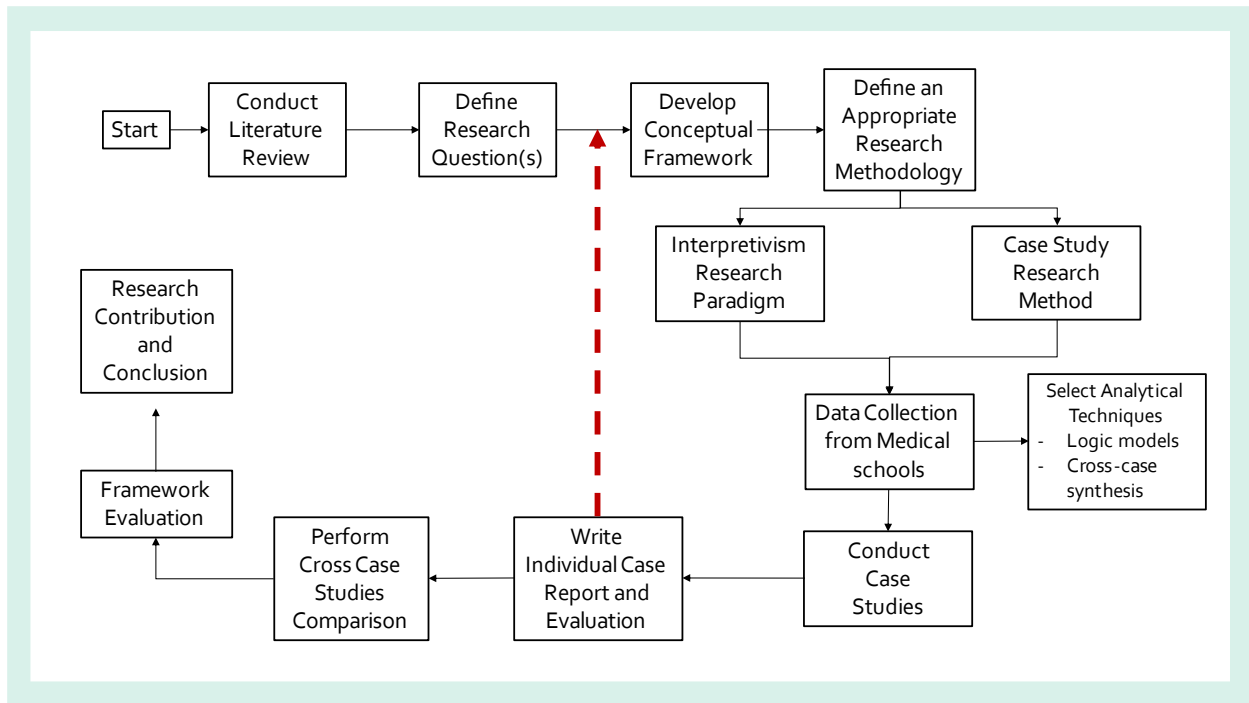 Start
Conduct
Literature
Review
Define
Research
Question(s)
Develop
Conceptual
Framework
Define an
Appropriate
Research
Methodology
Interpretivism
Research
Paradigm
Case Study
Research
Method
Data Collection
from Medical
schools
Select Analytical
Techniques
- Logic models
- Cross-case
synthesis
Conduct
Case
Studies
Write
Individual Case
Report and
Evaluation
Perform
Cross Case
Studies
Comparison
Framework
Evaluation
Research
Contribution
and
Conclusion